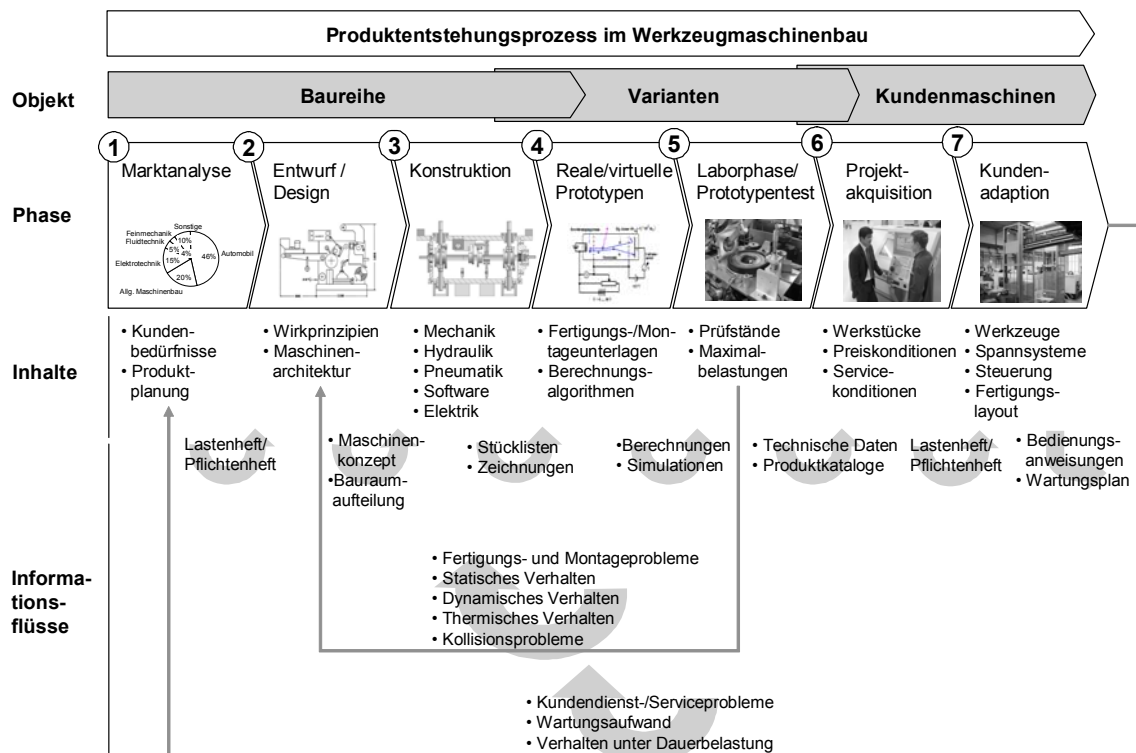 Produktentstehungsprozess im Werkzeugmaschinenbau
Objekt
Baureihe
Varianten
Kundenmaschinen
Phase
1
Marktanalyse
Sonstige
Feinmechanik
Fluidtechnik
Elektrotechnik
Allg. Maschinenbau
Automobil
10%
5%
4%
15%
20%
46%
2
Entwurf /
Design
3
Konstruktion
4
Reale/virtuelle
Prototypen
5
Laborphase/
Prototypentest
6
Projekt-
akquisition
7
Kunden-
adaption
Inhalte
• Kunden-
bedürfnisse
• Produkt-
planung
• Wirkprinzipien
• Maschinen-
architektur
• Mechanik
• Hydraulik
• Pneumatik
• Software
• Elektrik
• Fertigungs-/Mon-
tageunterlagen
• Berechnungs-
algorithmen
• Prüfstände
• Maximal-
belastungen
• Werkstücke
• Preiskonditionen
• Service-
konditionen
• Werkzeuge
• Spannsysteme
• Steuerung
• Fertigungs-
layout
Informa-
tions-
flüsse
Lastenheft/
Pflichtenheft
• Maschinen-
konzept
•Bauraum-
aufteilung
• Stücklisten
• Zeichnungen
•Berechnungen
• Simulationen
• Technische Daten
• Produktkataloge
Lastenheft/
Pflichtenheft
• Bedienungs-
anweisungen
• Wartungsplan
• Fertigungs- und Montageprobleme
• Statisches Verhalten
• Dynamisches Verhalten
• Thermisches Verhalten
• Kollisionsprobleme
• Kundendienst-/Serviceprobleme
• Wartungsaufwand
• Verhalten unter Dauerbelastung